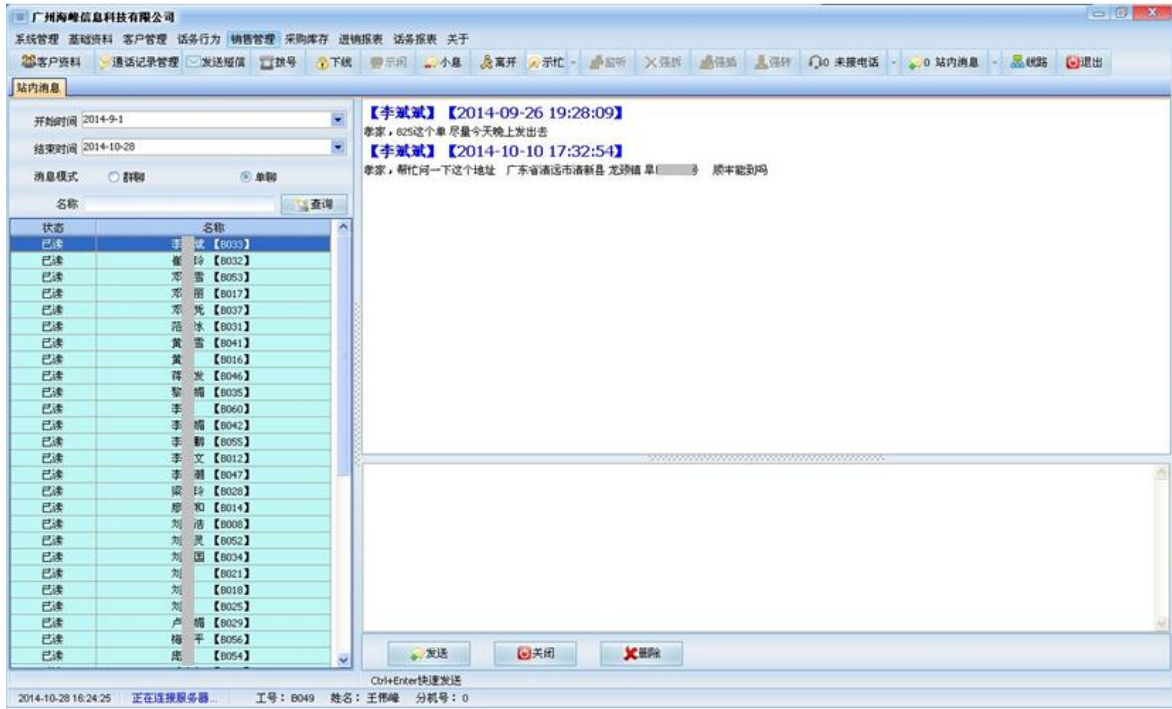 广州海峰信息科技有限公司
系统管理 基础资料 客户管理 话务行为 销售管理 采购库存 进销报表 话务报表 关于
客户资料 通话记录管理 发送短信 拨号 下线 示闲 小息 离开 示忙 监听 强拆 强插 强转 0 未接电话 0 站内消息 线路 退出
站内消息
开始时间 2014-9-1
结束时间 2014-10-28
消息模式 群聊 单聊
名称 查询
状态 名称
已读 李 斌 【B033】
已读 崔 玲 【B032】
已读 邓 雪 【B053】
已读 邓 丽 【B017】
已读 邓 凭 【B037】
已读 范 冰 【B031】
已读 黄 雪 【B041】
已读 黄 【B016】
已读 蒋 发 【B046】
已读 黎 媚 【B035】
已读 李 【B060】
已读 李 媚 【B042】
已读 李 鹏 【B055】
已读 李 文 【B012】
已读 李 潮 【B047】
已读 梁 玲 【B028】
已读 廖 和 【B014】
已读 刘 洁 【B008】
已读 刘 灵 【B052】
已读 刘 国 【B034】
已读 刘 【B021】
已读 刘 【B018】
已读 刘 【B025】
已读 卢 媚 【B029】
已读 梅 平 【B056】
已读 庞 【B054】
【李斌斌】【2014-09-26 19:28:09】
孝家，825这个单 尽量今天晚上发出去
【李斌斌】【2014-10-10 17:32:54】
孝家，帮忙问一下这个地址 广东省清远市清新县 龙颈镇 顺丰能到吗
发送 关闭 删除
Ctrl+Enter快速发送
2014-10-28 16:24:25 正在连接服务器... 工号：B049 姓名：王伟峰 分机号：0